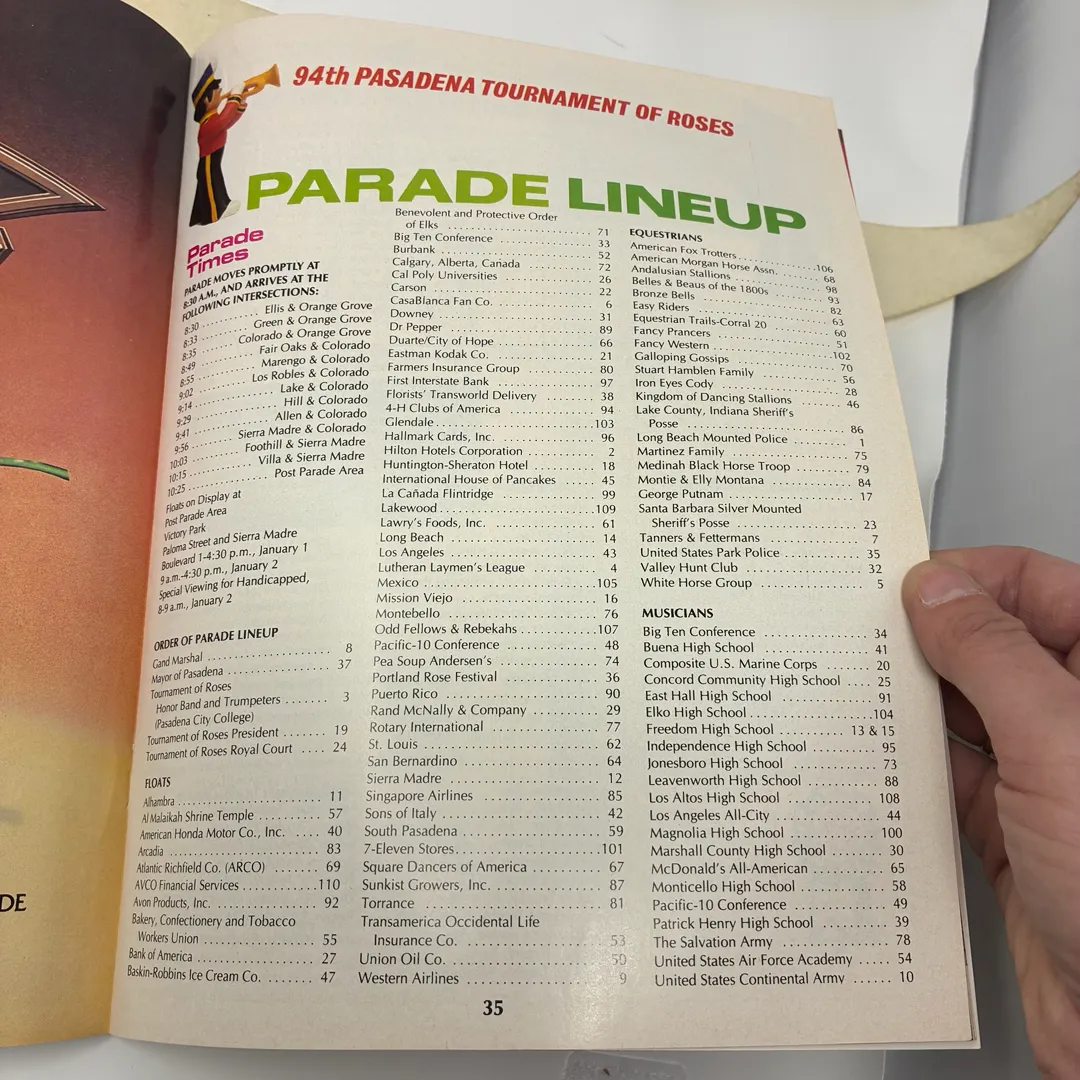 94th PASADENA TOURNAMENT OF ROSES
PARADE LINEUP
Parade
Times
PARADE MOVES PROMPTLY AT
8:30 A.M., AND ARRIVES AT THE
FOLLOWING INTERSECTIONS:
8:30 .......... Ellis & Orange Grove
8:33 .......... Green & Orange Grove
8:35 ....... Colorado & Orange Grove
8:49 .......... Fair Oaks & Colorado
8:55 .......... Marengo & Colorado
9:02 ......... Los Robles & Colorado
9:14 ............. Lake & Colorado
9:29 .............. Hill & Colorado
9:41 ............. Allen & Colorado
9:56 ....... Sierra Madre & Colorado
10:03 ...... Foothill & Sierra Madre
10:15 ......... Villa & Sierra Madre
10:25 ............ Post Parade Area
Floats on Display at
Post Parade Area
Victory Park
Paloma Street and Sierra Madre
Boulevard 1-4:30 p.m., January 1
9 a.m.-4:30 p.m., January 2
Special Viewing for Handicapped,
8-9 a.m., January 2
ORDER OF PARADE LINEUP
Gand Marshal .......... 8
Mayor of Pasadena .......... 37
Tournament of Roses
Honor Band and Trumpeters ....... 3
(Pasadena City College)
Tournament of Roses President ....... 19
Tournament of Roses Royal Court .... 24
FLOATS
Alhambra .......... 11
Al Malaikah Shrine Temple .......... 57
American Honda Motor Co., Inc. .... 40
Arcadia .......... 83
Atlantic Richfield Co. (ARCO) ....... 69
AVCO Financial Services .......... 110
Avon Products, Inc. .......... 92
Bakery, Confectionery and Tobacco
Workers Union .......... 55
Bank of America .......... 27
Baskin-Robbins Ice Cream Co. ....... 47
Benevolent and Protective Order
of Elks .......... 71
Big Ten Conference .......... 33
Burbank .......... 52
Calgary, Alberta, Canada .......... 72
Cal Poly Universities .......... 26
Carson .......... 22
CasaBlanca Fan Co. .......... 6
Downey .......... 31
Dr Pepper .......... 89
Duarte/City of Hope .......... 66
Eastman Kodak Co. .......... 21
Farmers Insurance Group .......... 80
First Interstate Bank .......... 97
Florists' Transworld Delivery .......... 38
4-H Clubs of America .......... 94
Glendale .......... 103
Hallmark Cards, Inc. .......... 96
Hilton Hotels Corporation .......... 2
Huntington-Sheraton Hotel .......... 18
International House of Pancakes ..... 45
La Cañada Flintridge .......... 99
Lakewood .......... 109
Lawry's Foods, Inc. .......... 61
Long Beach .......... 14
Los Angeles .......... 43
Lutheran Laymen's League .......... 4
Mexico .......... 105
Mission Viejo .......... 16
Montebello .......... 76
Odd Fellows & Rebekahs .......... 107
Pacific-10 Conference .......... 48
Pea Soup Andersen's .......... 74
Portland Rose Festival .......... 36
Puerto Rico .......... 90
Rand McNally & Company .......... 29
Rotary International .......... 77
St. Louis .......... 62
San Bernardino .......... 64
Sierra Madre .......... 12
Singapore Airlines .......... 85
Sons of Italy .......... 42
South Pasadena .......... 59
7-Eleven Stores .......... 101
Square Dancers of America .......... 67
Sunkist Growers, Inc. .......... 87
Torrance .......... 81
Transamerica Occidental Life
Insurance Co. .......... 53
Union Oil Co. .......... 50
Western Airlines .......... 9
EQUESTRIANS
American Fox Trotters .......... 106
American Morgan Horse Assn. ..... 68
Andalusian Stallions .......... 98
Belles & Beaus of the 1800s .......... 93
Bronze Bells .......... 82
Easy Riders .......... 63
Equestrian Trails-Corral 20 .......... 60
Fancy Prancers .......... 51
Fancy Western .......... 102
Galloping Gossips .......... 70
Stuart Hamblen Family .......... 56
Iron Eyes Cody .......... 28
Kingdom of Dancing Stallions ....... 46
Lake County, Indiana Sheriff's
Posse .......... 86
Long Beach Mounted Police .......... 1
Martinez Family .......... 75
Medinah Black Horse Troop .......... 79
Montie & Elly Montana .......... 84
George Putnam .......... 17
Santa Barbara Silver Mounted
Sheriff's Posse .......... 23
Tanners & Fettermans .......... 7
United States Park Police .......... 35
Valley Hunt Club .......... 32
White Horse Group .......... 5
MUSICIANS
Big Ten Conference .......... 34
Buena High School .......... 41
Composite U.S. Marine Corps ....... 20
Concord Community High School .... 25
East Hall High School .......... 91
Elko High School .......... 104
Freedom High School .......... 13 & 15
Independence High School .......... 95
Jonesboro High School .......... 73
Leavenworth High School .......... 88
Los Altos High School .......... 108
Los Angeles All-City .......... 44
Magnolia High School .......... 100
Marshall County High School ....... 30
McDonald's All-American .......... 65
Monticello High School .......... 58
Pacific-10 Conference .......... 49
Patrick Henry High School .......... 39
The Salvation Army .......... 78
United States Air Force Academy ..... 54
United States Continental Army ...... 10
35
DE